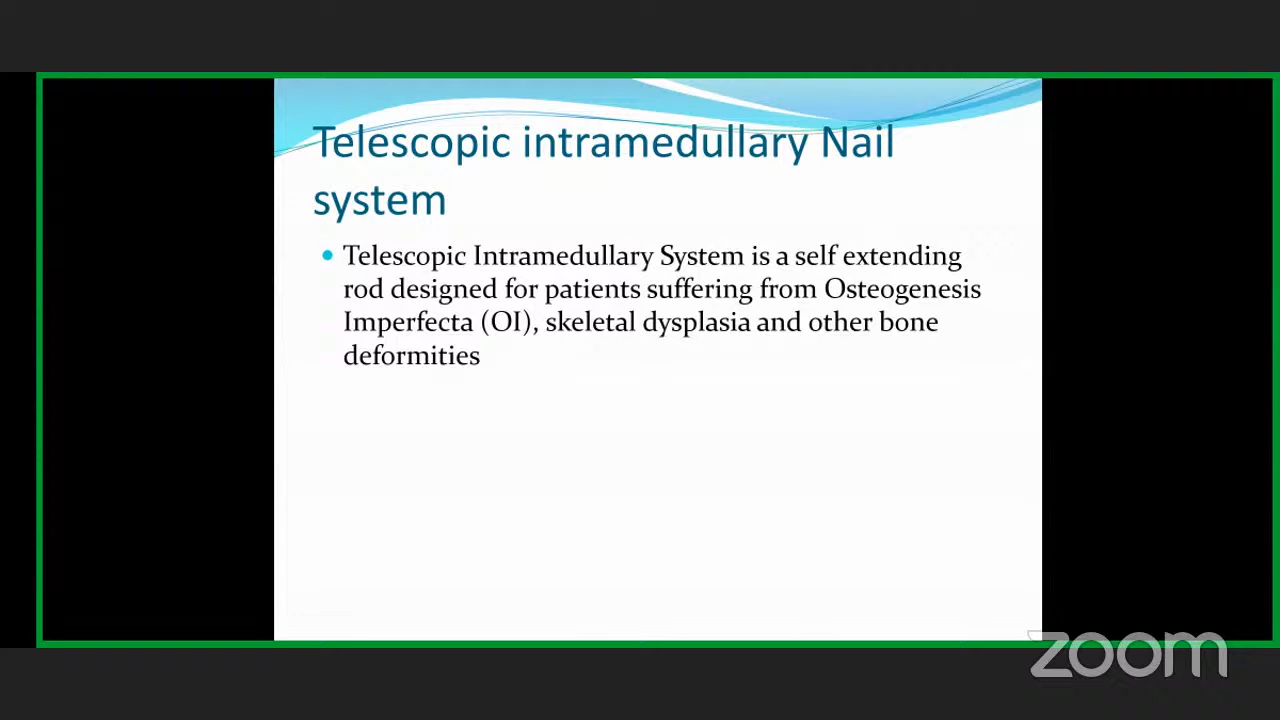 Telescopic intramedullary Nail
system
Telescopic Intramedullary System is a self extending
rod designed for patients suffering from Osteogenesis
Imperfecta (OI), skeletal dysplasia and other bone
deformities
zoom